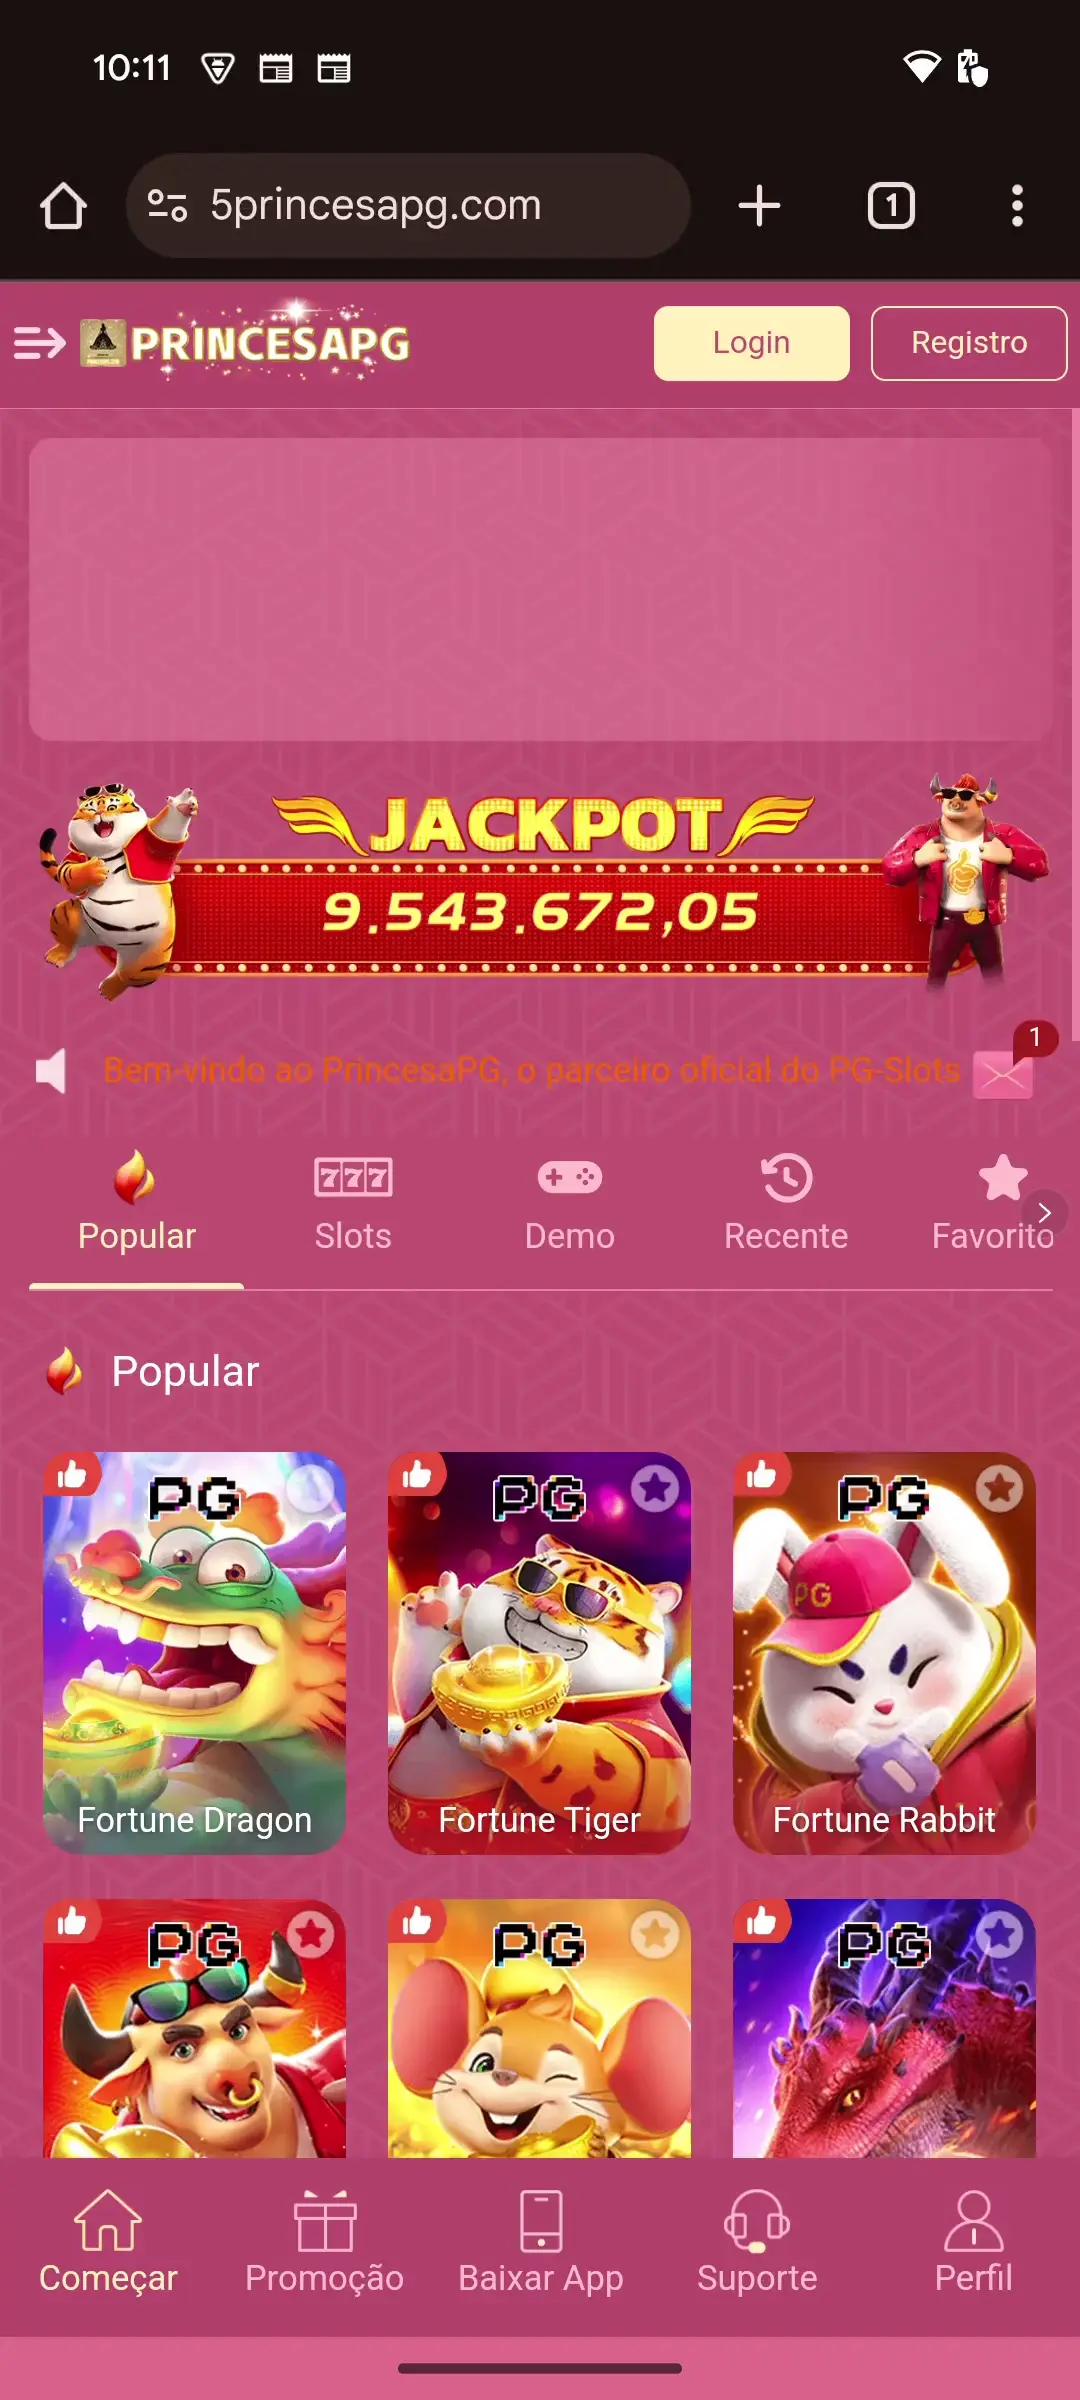 10:11
5princesapg.com
1
PRINCESAPG
Login
Registro
JACKPOT
9.543.672,05
1
Bem-vindo ao PrincesaPG, o parceiro oficial do PG-Slots
Popular
777
Slots
Demo
Recente
Favorito
Popular
PG
PG
PG
PG
Fortune Dragon
Fortune Tiger
Fortune Rabbit
PG
PG
PG
Começar
Promoção
Baixar App
Suporte
Perfil